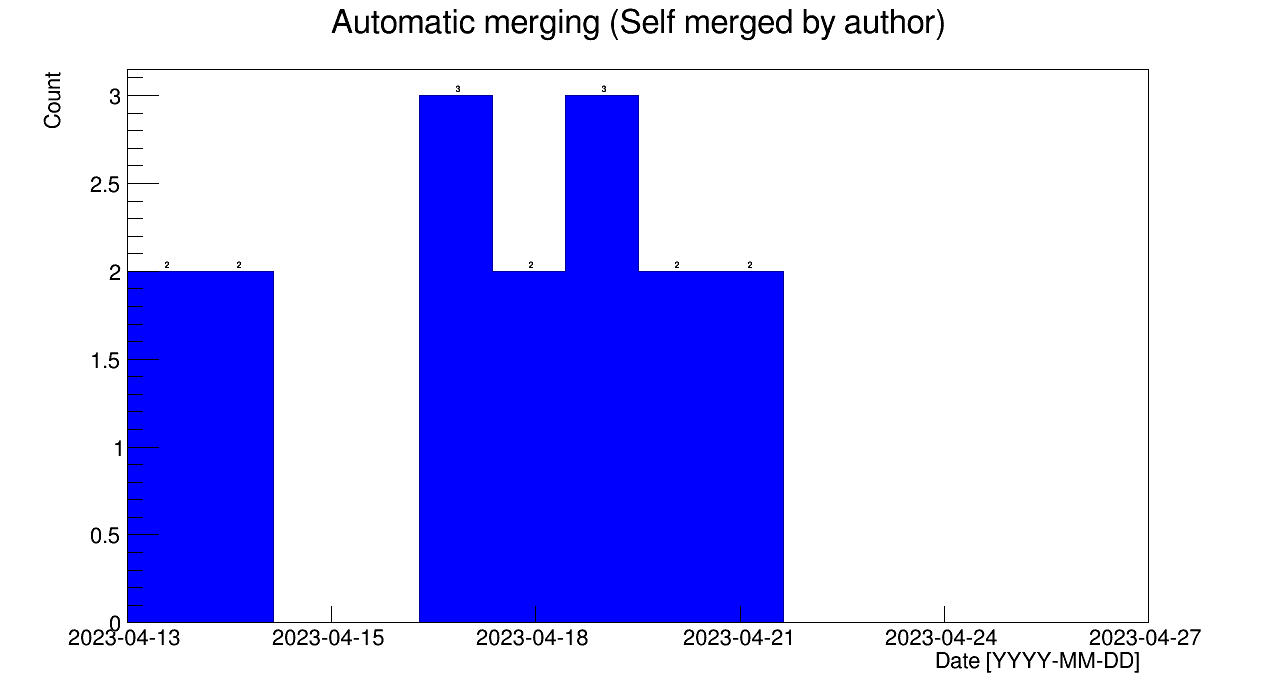 Automatic merging (Self merged by author)
Count
3
2.5
2
1.5
1
0.5
0
2 2 3 2 3 2 2
2023-04-13 2023-04-15 2023-04-18 2023-04-21 2023-04-24 2023-04-27
Date [YYYY-MM-DD]